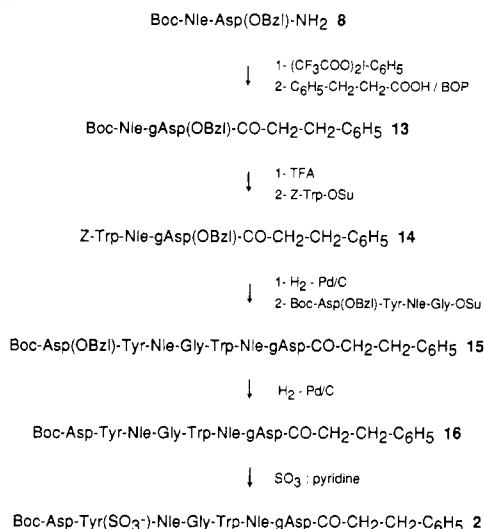 Boc-Nle-Asp(OBzl)-NH2 8
1- (CF3COO)2I-C6H5
2- C6H5-CH2-CH2-COOH / BOP
Boc-Nle-gAsp(OBzl)-CO-CH2-CH2-C6H5 13
1- TFA
2- Z-Trp-OSu
Z-Trp-Nle-gAsp(OBzl)-CO-CH2-CH2-C6H5 14
1- H2 - Pd/C
2- Boc-Asp(OBzl)-Tyr-Nle-Gly-OSu
Boc-Asp(OBzl)-Tyr-Nle-Gly-Trp-Nle-gAsp-CO-CH2-CH2-C6H5 15
H2 - Pd/C
Boc-Asp-Tyr-Nle-Gly-Trp-Nle-gAsp-CO-CH2-CH2-C6H5 16
SO3 : pyridine
Boc-Asp-Tyr(SO3-)-Nle-Gly-Trp-Nle-gAsp-CO-CH2-CH2-C6H5 2